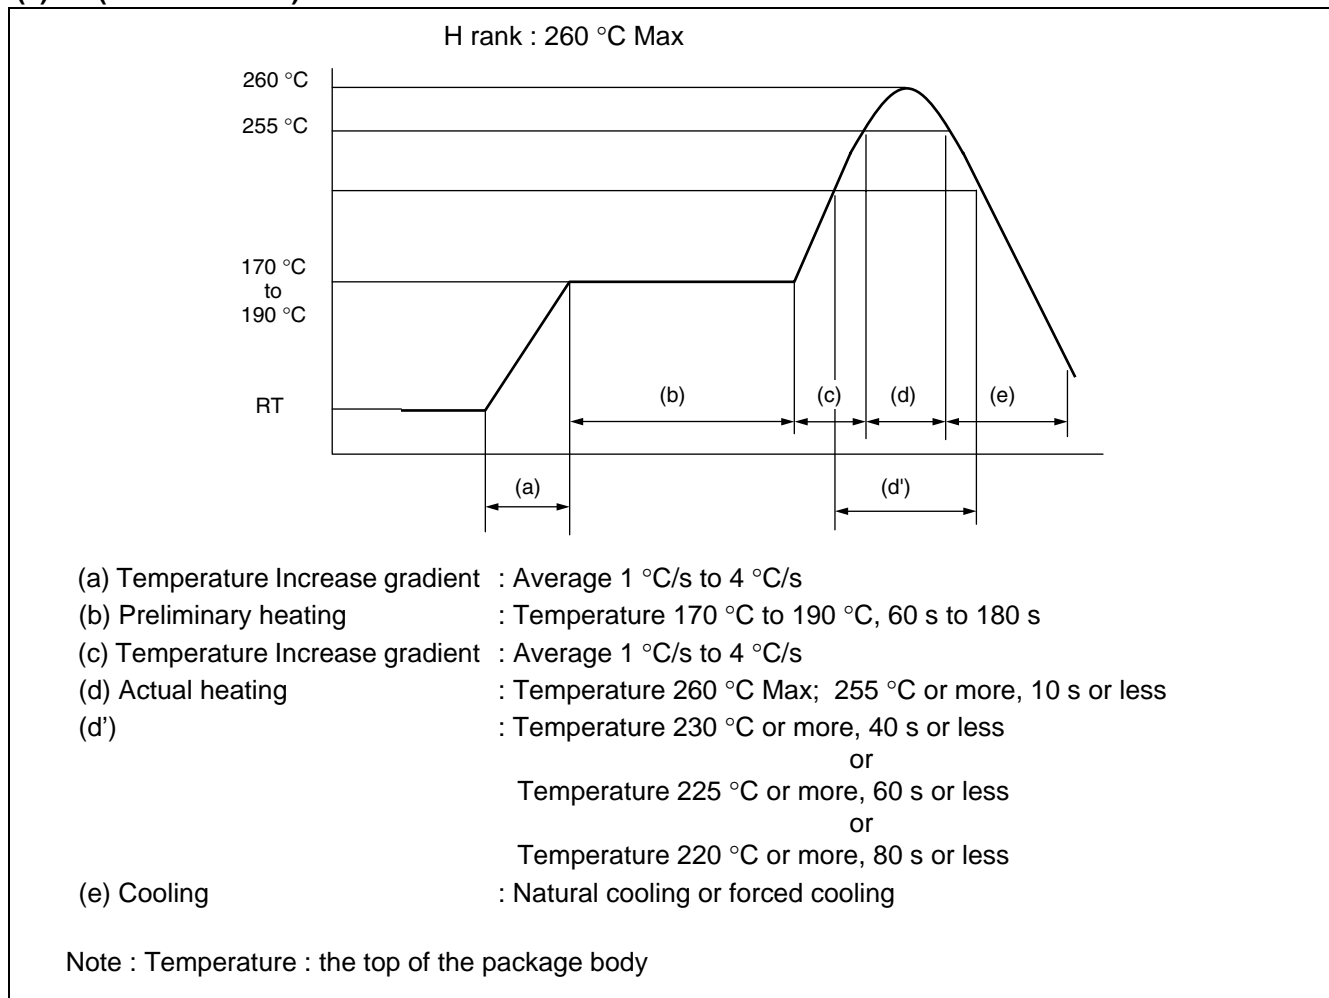 H rank : 260 °C Max
260 °C
255 °C
170 °C
to
190 °C
RT
(b)
(c)
(d)
(e)
(a)
(d')
(a) Temperature Increase gradient : Average 1 °C/s to 4 °C/s
(b) Preliminary heating : Temperature 170 °C to 190 °C, 60 s to 180 s
(c) Temperature Increase gradient : Average 1 °C/s to 4 °C/s
(d) Actual heating : Temperature 260 °C Max; 255 °C or more, 10 s or less
(d’) : Temperature 230 °C or more, 40 s or less
or
Temperature 225 °C or more, 60 s or less
or
Temperature 220 °C or more, 80 s or less
(e) Cooling : Natural cooling or forced cooling
Note : Temperature : the top of the package body